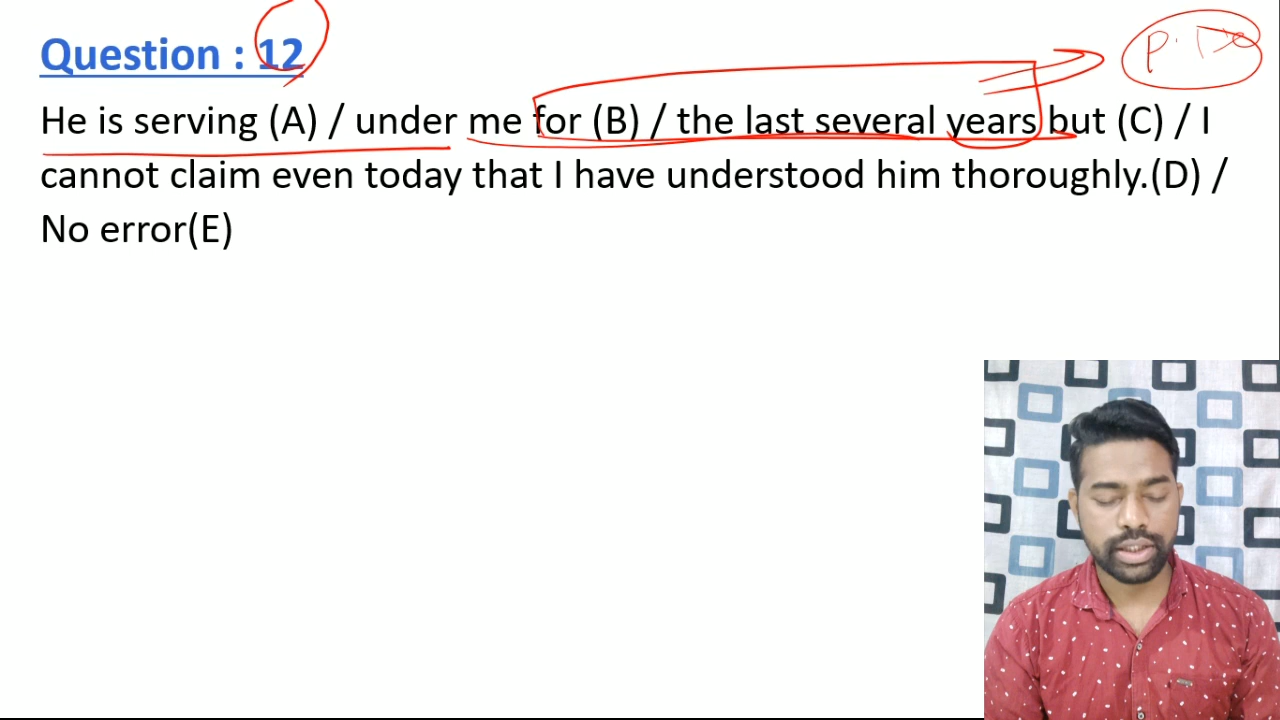 Question : 12
He is serving (A) / under me for (B) / the last several years but (C) / I
cannot claim even today that I have understood him thoroughly.(D) /
No error(E)